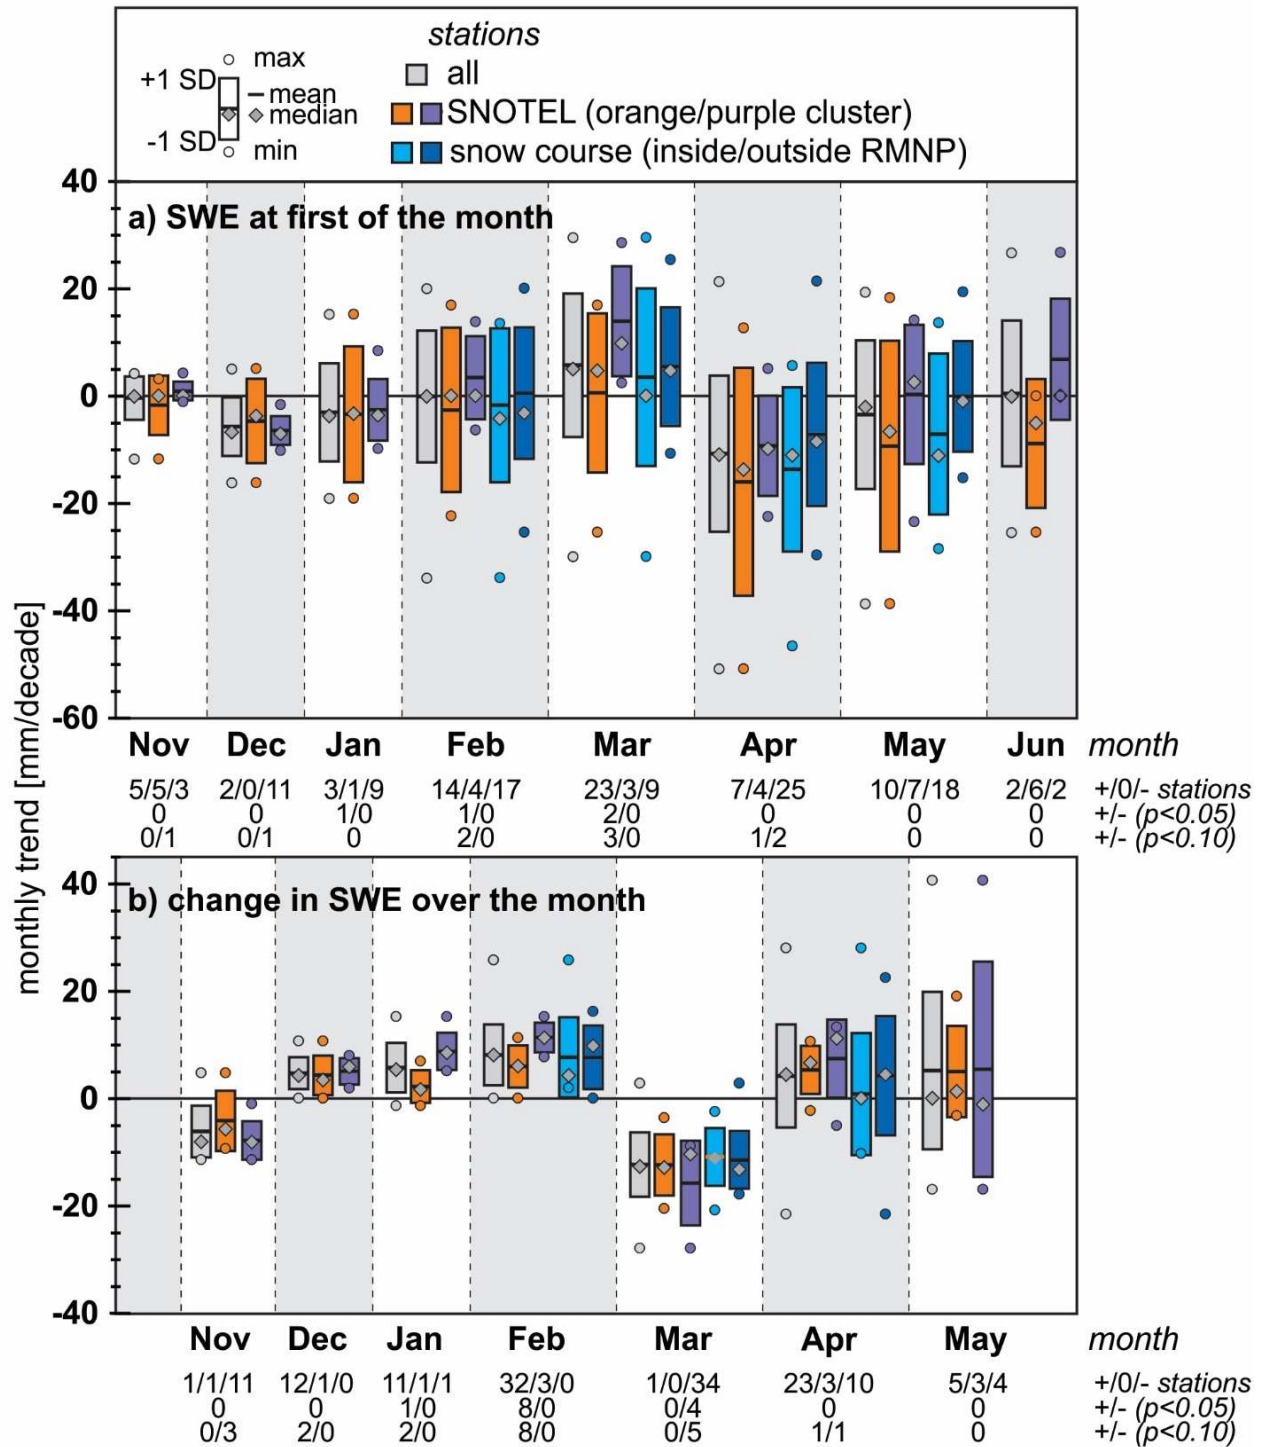 stations
max
+1 SD
mean
median
-1 SD
min
all
SNOTEL (orange/purple cluster)
snow course (inside/outside RMNP)
monthly trend [mm/decade]
a) SWE at first of the month
40
20
0
-20
-40
-60
Nov Dec Jan Feb Mar Apr May Jun month
5/5/3 2/0/11 3/1/9 14/4/17 23/3/9 7/4/25 10/7/18 2/6/2 +/0/- stations
0 0 1/0 1/0 2/0 0 0 0 +/- (p<0.05)
0/1 0/1 0 2/0 3/0 1/2 0 0 +/- (p<0.10)
b) change in SWE over the month
40
20
0
-20
-40
Nov Dec Jan Feb Mar Apr May month
1/1/11 12/1/0 11/1/1 32/3/0 1/0/34 23/3/10 5/3/4 +/0/- stations
0 0 1/0 8/0 0/4 0 0 +/- (p<0.05)
0/3 2/0 2/0 8/0 0/5 1/1 0 +/- (p<0.10)